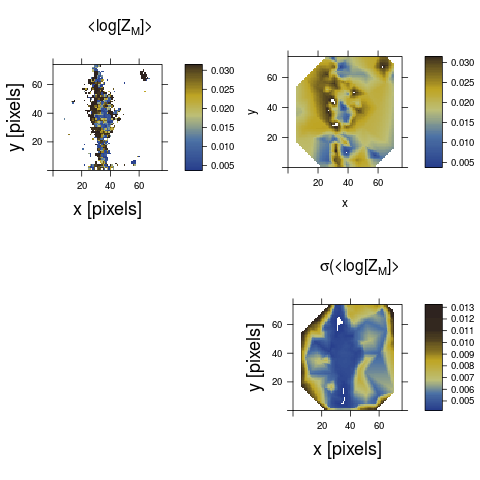 <log[Z_M]>
y [pixels]
60
40
20
20 40 60
x [pixels]
0.030
0.025
0.020
0.015
0.010
0.005
y
60
40
20
20 40 60
x
0.030
0.025
0.020
0.015
0.010
0.005
σ(<log[Z_M]>
y [pixels]
60
40
20
20 40 60
x [pixels]
0.013
0.012
0.011
0.010
0.009
0.008
0.007
0.006
0.005